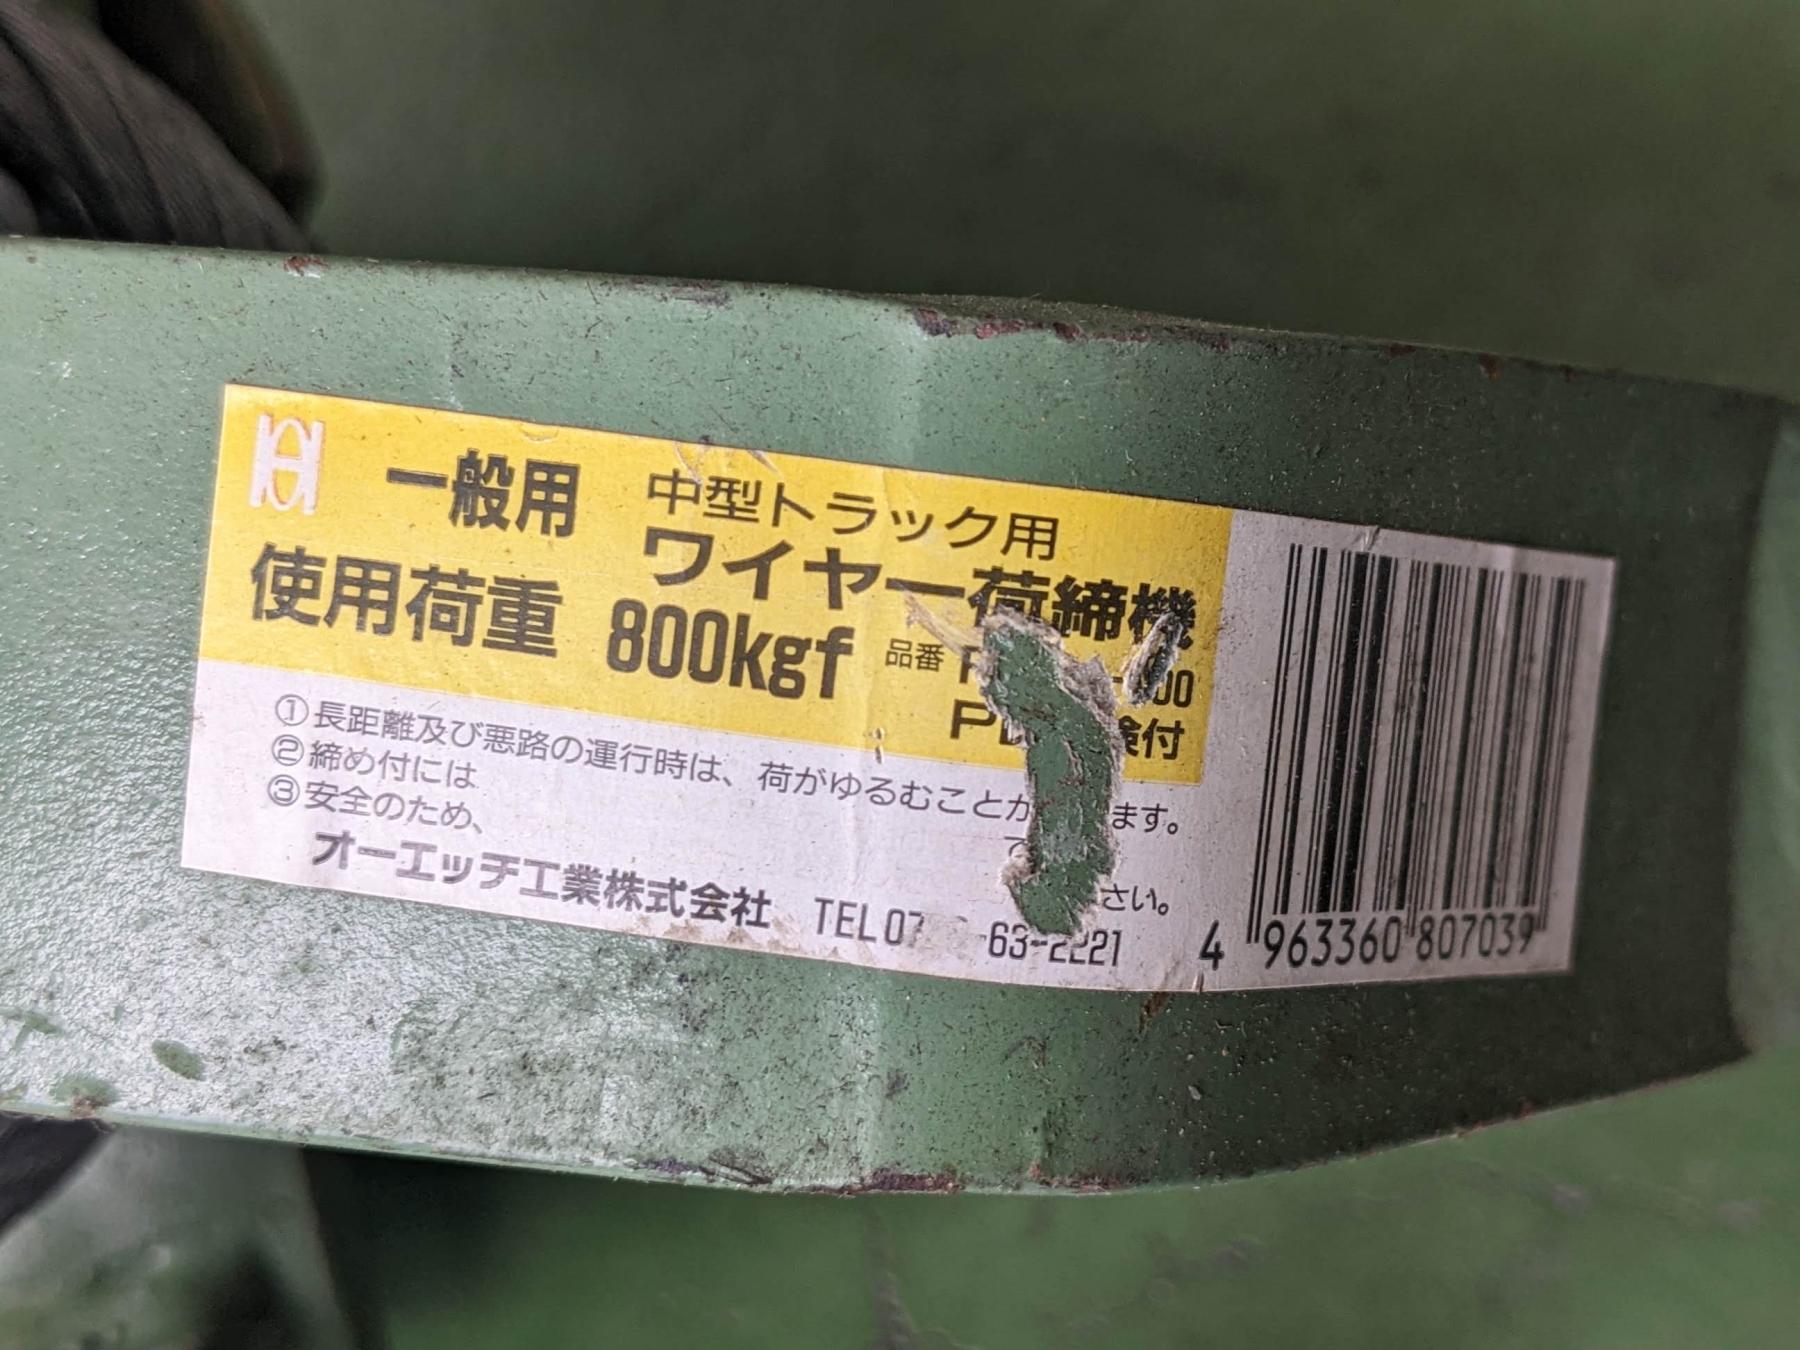 一般用
使用荷重 800kgf
中型トラック用
ワイヤー荷締機
品番
検付
①長距離及び悪路の運行時は、荷がゆるむことが ます。
②締め付には
③安全のため、 さい。
オーエッチ工業株式会社 TEL07 -63-2221
4 963360 807039